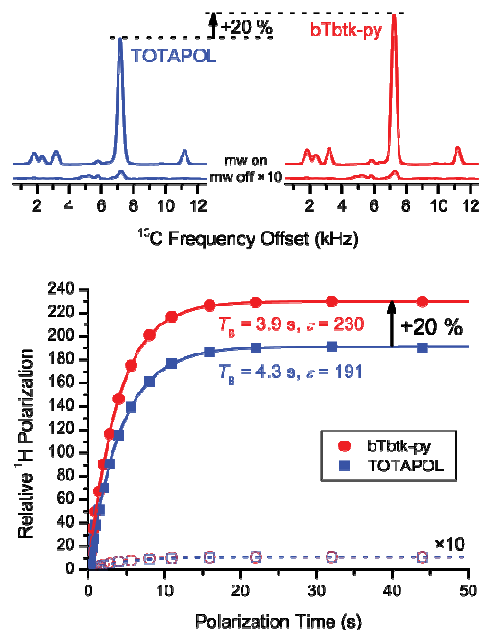 +20 %
TOTAPOL
bTbtk-py
mw on
mw off ×10
2 4 6 8 10 12
2 4 6 8 10 12
13C Frequency Offset (kHz)
240
220
200
180
160
140
120
100
80
60
40
20
0
Relative 1H Polarization
TB = 3.9 s, ε = 230
+20 %
TB = 4.3 s, ε = 191
bTbtk-py
TOTAPOL
×10
0 10 20 30 40 50
Polarization Time (s)